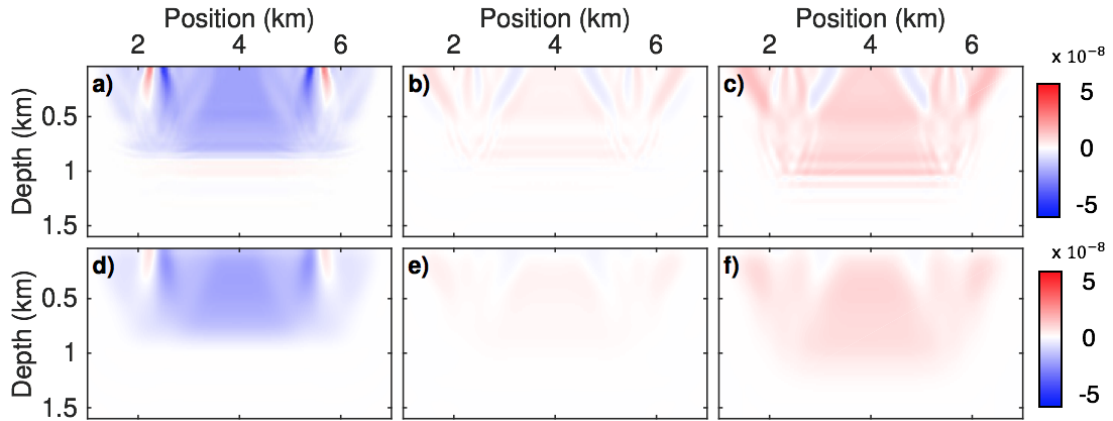 Position (km) Position (km) Position (km)
2 4 6 2 4 6 2 4 6
x 10⁻⁸
a) b) c)
5
0.5
0
1
-5
1.5
Depth (km)
x 10⁻⁸
d) e) f)
5
0.5
0
1
-5
1.5
Depth (km)